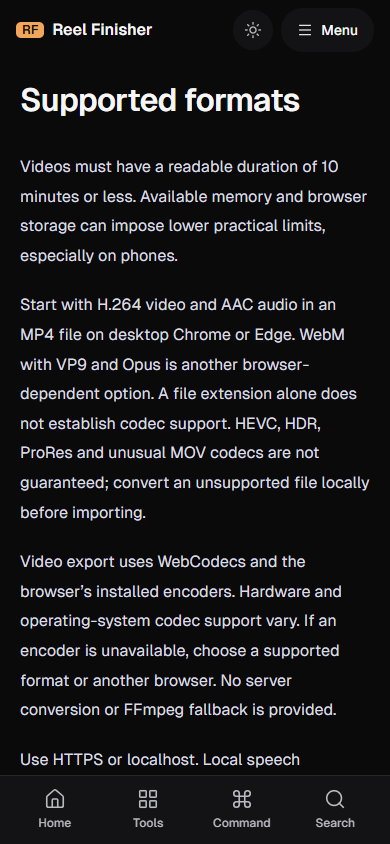 RF Reel Finisher
Menu
Supported formats
Videos must have a readable duration of 10
minutes or less. Available memory and browser
storage can impose lower practical limits,
especially on phones.
Start with H.264 video and AAC audio in an
MP4 file on desktop Chrome or Edge. WebM
with VP9 and Opus is another browser-
dependent option. A file extension alone does
not establish codec support. HEVC, HDR,
ProRes and unusual MOV codecs are not
guaranteed; convert an unsupported file locally
before importing.
Video export uses WebCodecs and the
browser’s installed encoders. Hardware and
operating-system codec support vary. If an
encoder is unavailable, choose a supported
format or another browser. No server
conversion or FFmpeg fallback is provided.
Use HTTPS or localhost. Local speech
Home
Tools
Command
Search